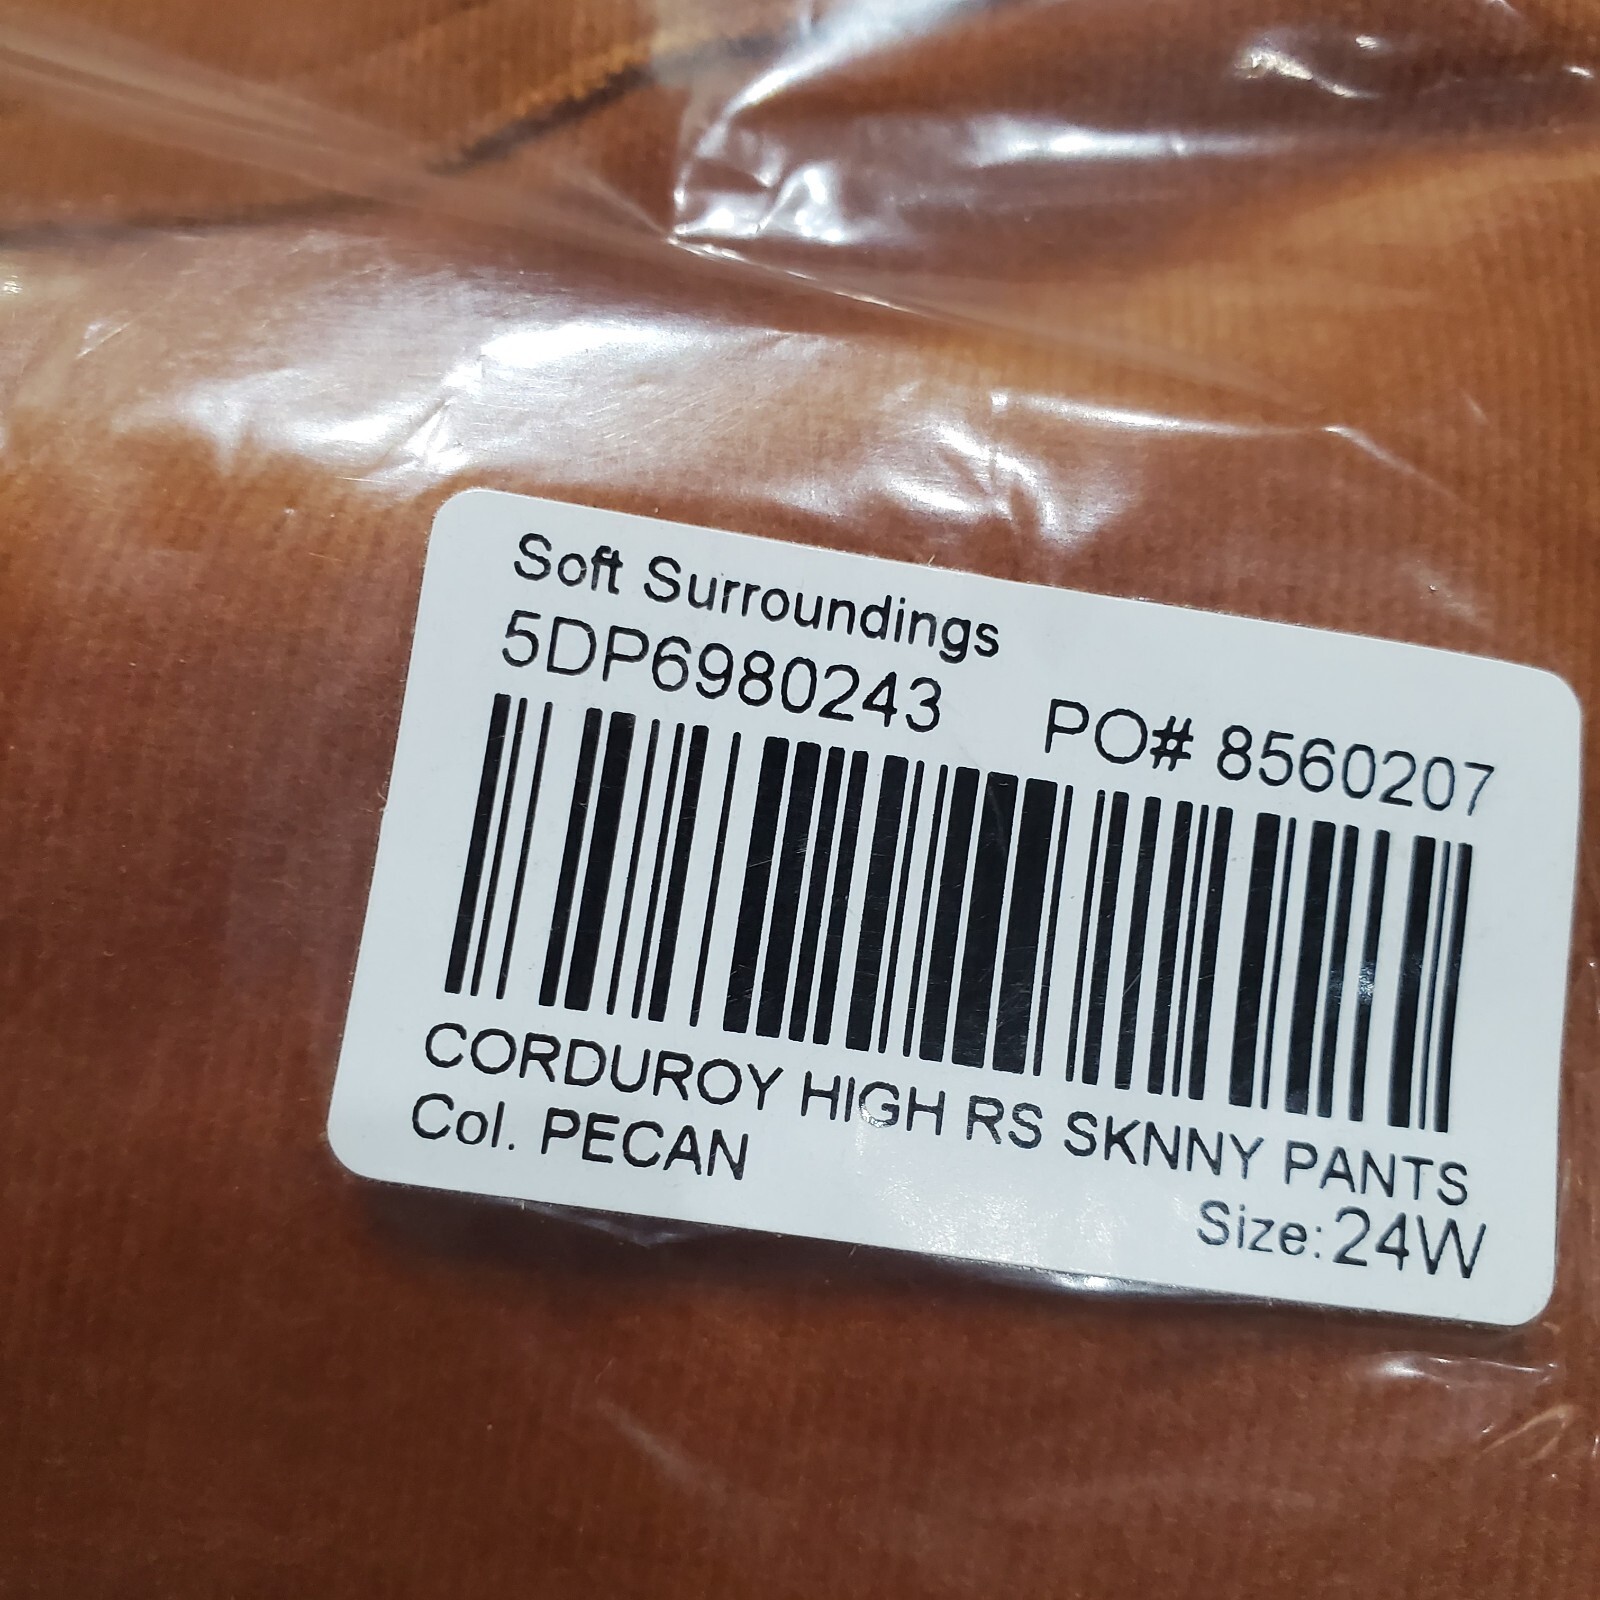 Soft Surroundings
5DP6980243 PO# 8560207
CORDUROY HIGH RS SKNNY PANTS
Col. PECAN
Size:24W